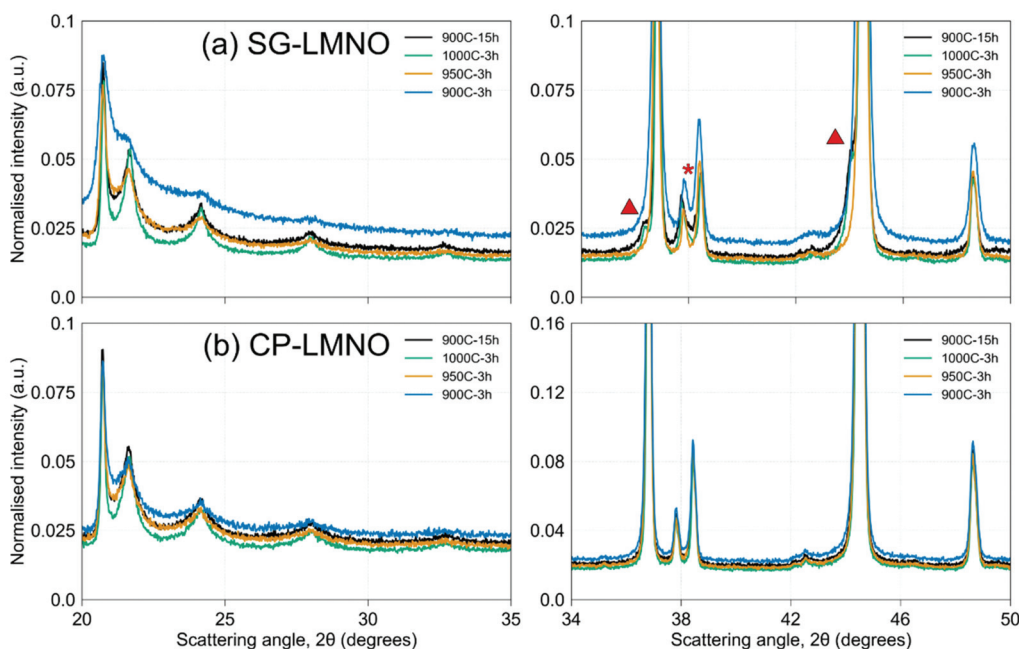 (a) SG-LMNO
Normalised intensity (a.u.)
0.1
0.075
0.05
0.025
0.0
900C-15h
1000C-3h
950C-3h
900C-3h
0.1
0.075
0.05
0.025
0.0
*
900C-15h
1000C-3h
950C-3h
900C-3h
(b) CP-LMNO
Normalised intensity (a.u.)
0.1
0.075
0.05
0.025
0.0
900C-15h
1000C-3h
950C-3h
900C-3h
20 25 30 35
Scattering angle, 2θ (degrees)
0.16
0.12
0.08
0.04
0.0
900C-15h
1000C-3h
950C-3h
900C-3h
34 38 42 46 50
Scattering angle, 2θ (degrees)